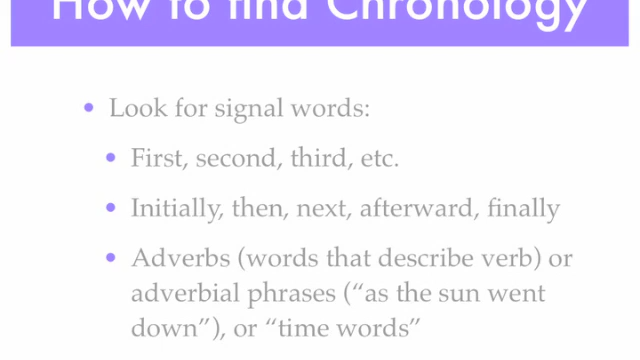 How to find Chronology
Look for signal words:
First, second, third, etc.
Initially, then, next, afterward, finally
Adverbs (words that describe verb) or
adverbial phrases (“as the sun went
down”), or “time words”